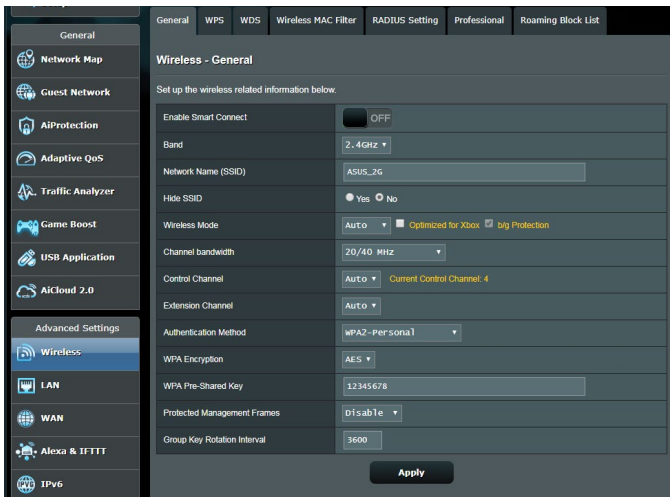 General WPS WDS Wireless MAC Filter RADIUS Setting Professional Roaming Block List
General
Network Map
Guest Network
AiProtection
Adaptive QoS
Traffic Analyzer
Game Boost
USB Application
AiCloud 2.0
Advanced Settings
Wireless
LAN
WAN
Alexa & IFTTT
IPv6
Wireless - General
Set up the wireless related information below.
Enable Smart Connect OFF
Band 2.4GHz
Network Name (SSID) ASUS_2G
Hide SSID Yes No
Wireless Mode Auto Optimized for Xbox b/g Protection
Channel bandwidth 20/40 MHz
Control Channel Auto Current Control Channel: 4
Extension Channel Auto
Authentication Method WPA2-Personal
WPA Encryption AES
WPA Pre-Shared Key 12345678
Protected Management Frames Disable
Group Key Rotation Interval 3600
Apply